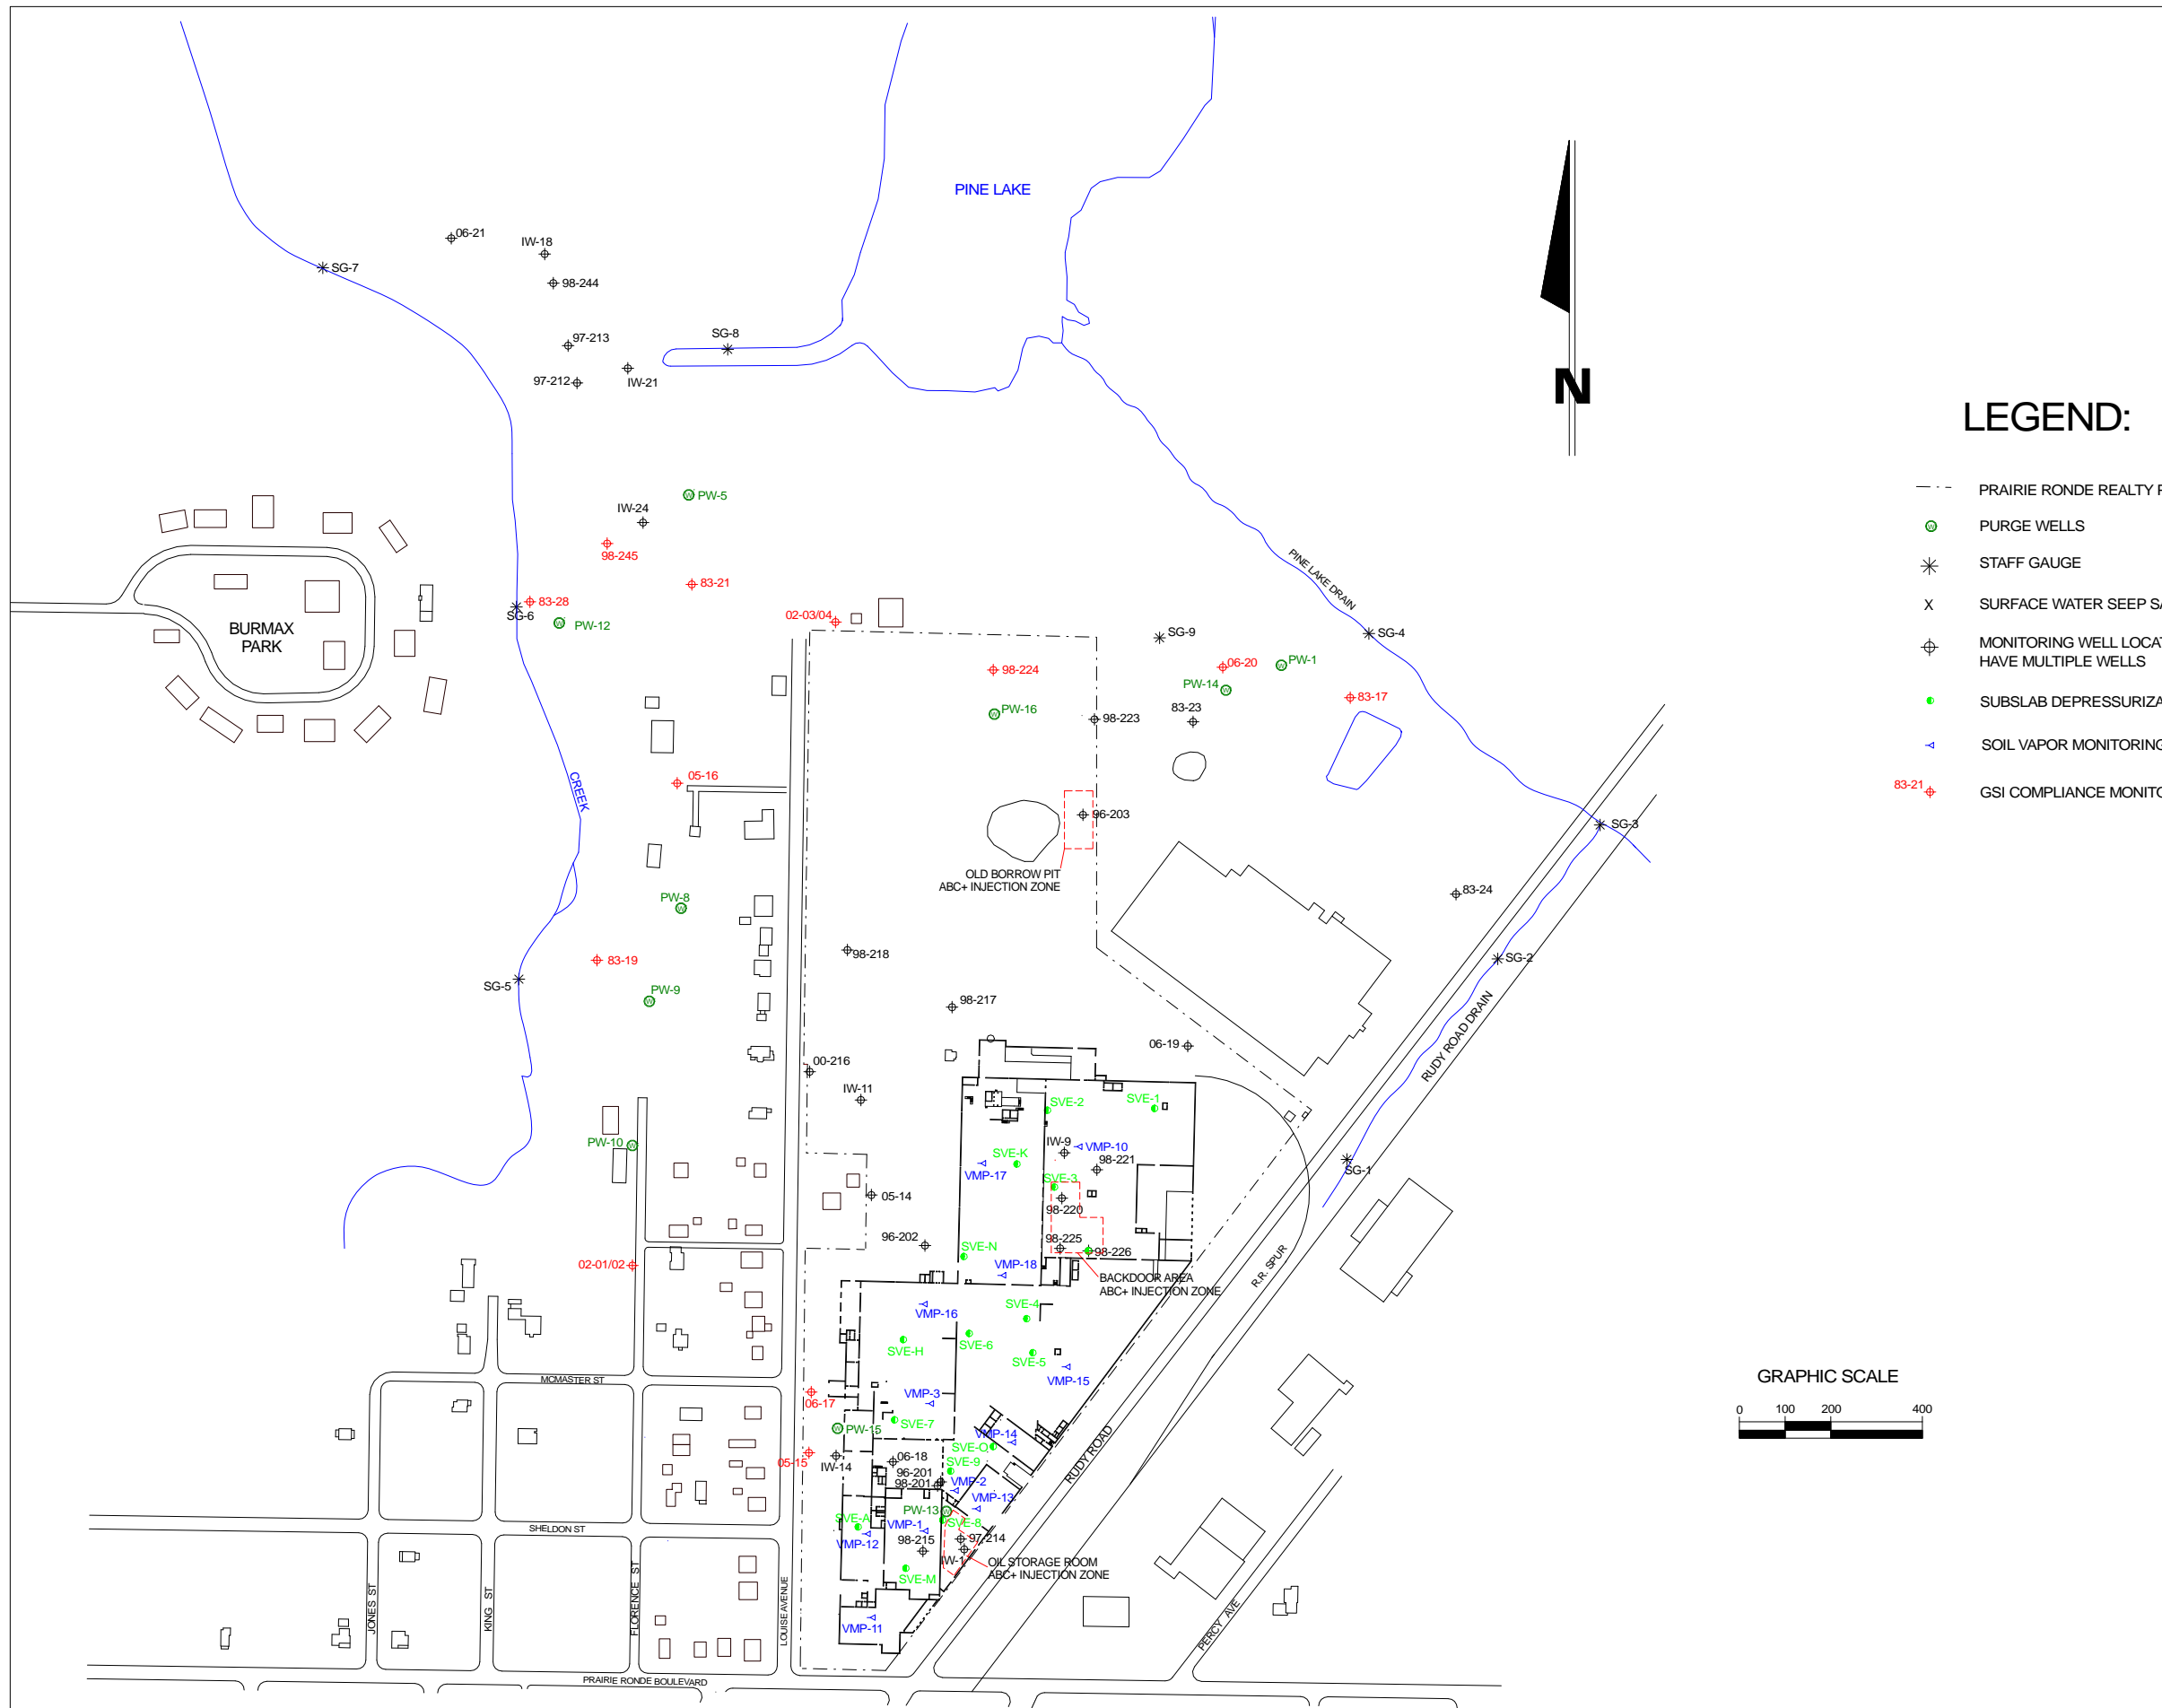 PINE LAKE
06-21
IW-18
SG-7
98-244
SG-8
97-213
97-212
IW-21
N
LEGEND:
PRAIRIE RONDE REALTY
PURGE WELLS
STAFF GAUGE
X
SURFACE WATER SEEP
MONITORING WELL
HAVE MULTIPLE WELLS
SUBSLAB
SOIL VAPOR
83-21
GSI COMPLIANCE
PW-5
IW-24
98-245
83-21
83-28
SG-6
PW-12
BURMAX
PARK
02-03/04
PINE LAKE DRAIN
SG-9
SG-4
98-224
06-20
PW-1
PW-14
83-17
PW-16
98-223
83-23
05-16
CREEK
96-203
SG-3
OLD BORROW PIT
ABC+ INJECTION ZONE
83-24
PW-8
98-218
83-19
SG-2
SG-5
PW-9
98-217
RUDY ROAD DRAIN
06-19
00-216
IW-11
SVE-2
SVE-1
PW-10
IW-9
VMP-10
SVE-K
98-221
VMP-17
SG-1
SVE-3
05-14
98-220
96-202
98-225
SVE-N
98-226
02-01/02
VMP-18
R.R. SPUR
BACKDOOR AREA
ABC+ INJECTION ZONE
VMP-16
SVE-4
SVE-6
SVE-H
SVE-5
VMP-15
MCMASTER ST
GRAPHIC SCALE
0 100 200 400
VMP-3
06-17
SVE-7
PW-15
VMP-14
SVE-O
RUDY ROAD
05-15
IW-14
06-18
SVE-9
96-201
98-201
VMP-2
VMP-13
PW-13
SVE-A
VMP-1
SVE-8
SHELDON ST
VMP-12
98-215
97-214
IW-1
OIL STORAGE ROOM
ABC+ INJECTION ZONE
SVE-M
JONES ST
KING ST
FLORENCE ST
LOUISE AVENUE
PERCY AVE
VMP-11
PRAIRIE RONDE BOULEVARD